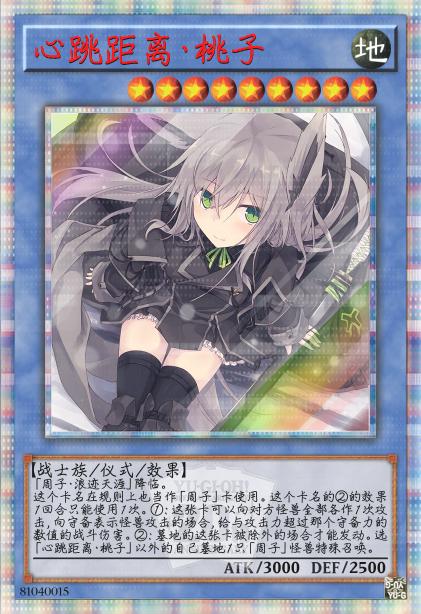 心跳距离·桃子
地
【战士族/仪式/效果】
「周子·浪迹天涯」降临。
这个卡名在规则上也当作「周子」卡使用。这个卡名的②的效果
1回合只能使用1次。①:这张卡可以向对方怪兽全部各作1次攻
击,向守备表示怪兽攻击的场合,给与攻击力超过那个守备力的
数值的战斗伤害。②:墓地的这张卡被除外的场合才能发动。选
「心跳距离·桃子」以外的自己墓地1只「周子」怪兽特殊召唤。
ATK/3000 DEF/2500
81040015